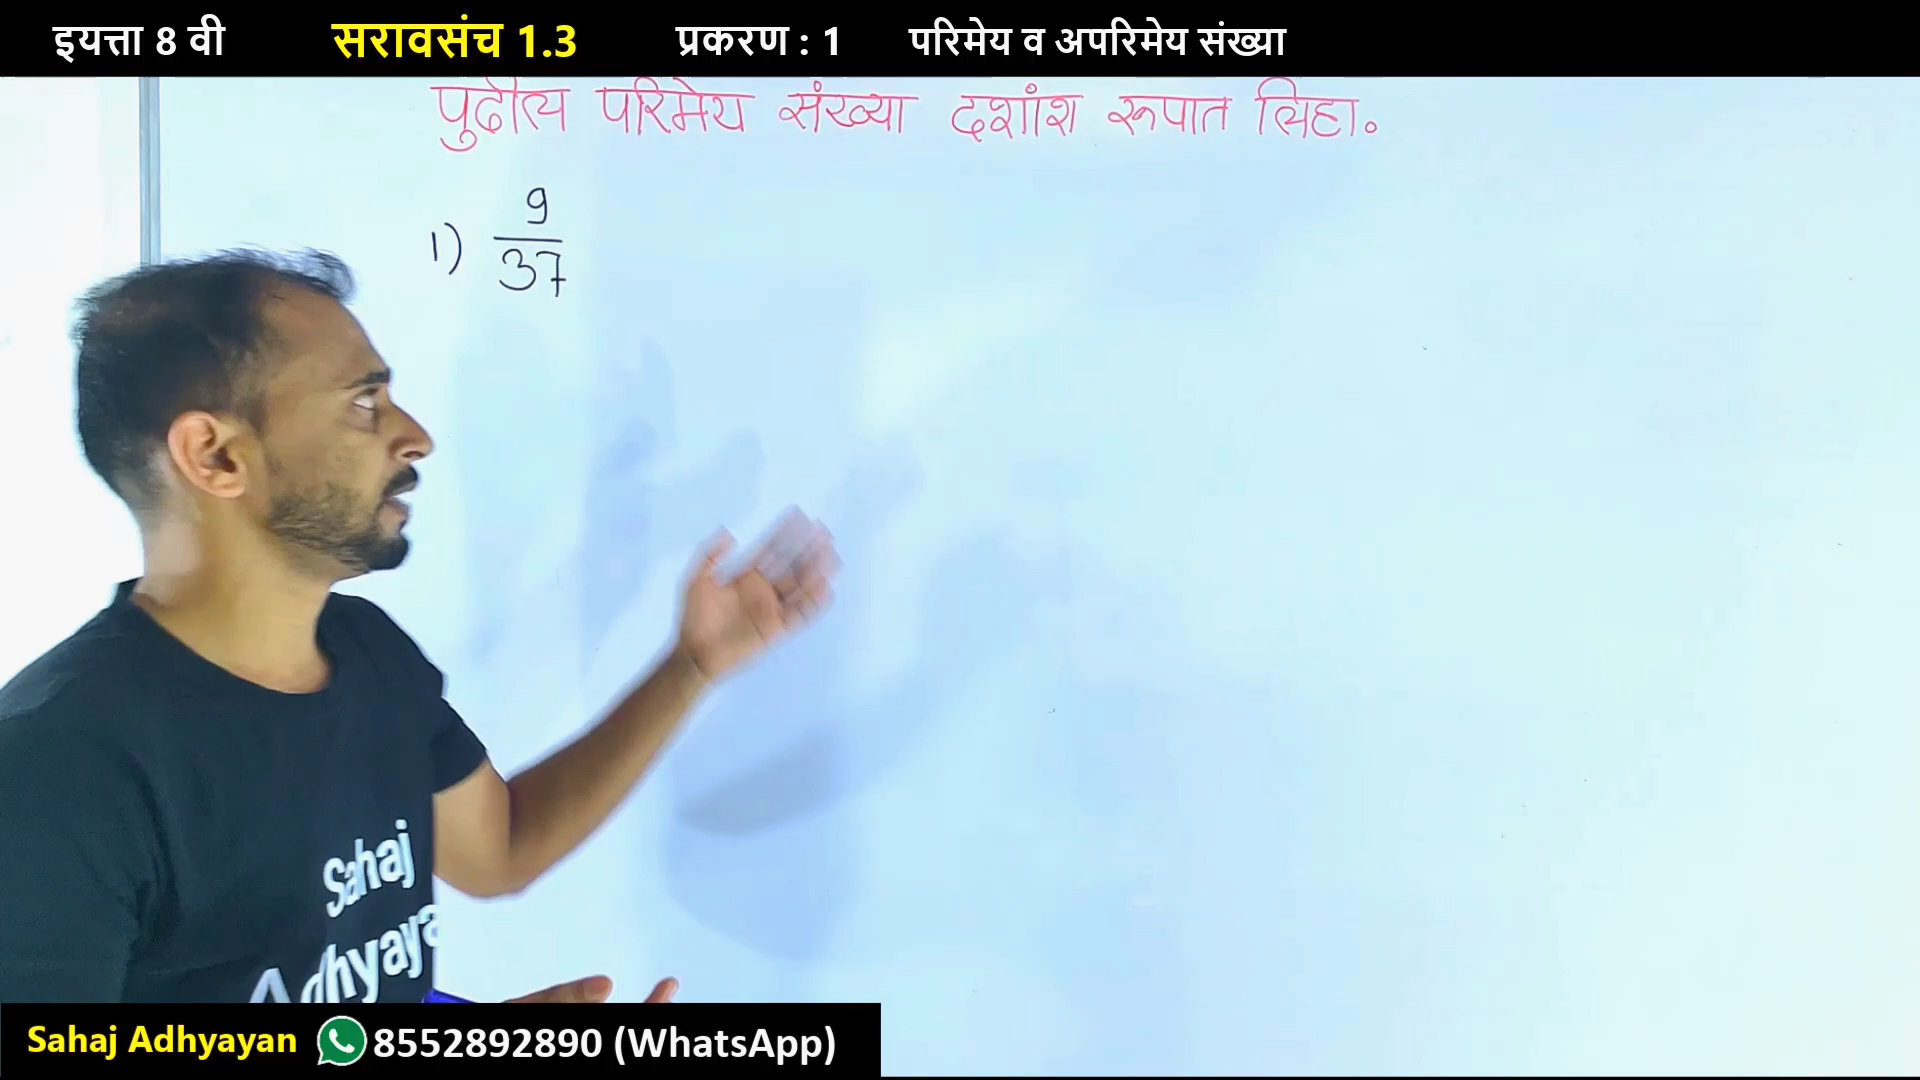 इयत्ता 8 वी सरावसंच 1.3 प्रकरण : 1 परिमेय व अपरिमेय संख्या
पुढील परिमेय संख्या दशांश रूपात लिहा.
1) 9/37
Sahaj
Adhyaya
Sahaj Adhyayan 8552892890 (WhatsApp)